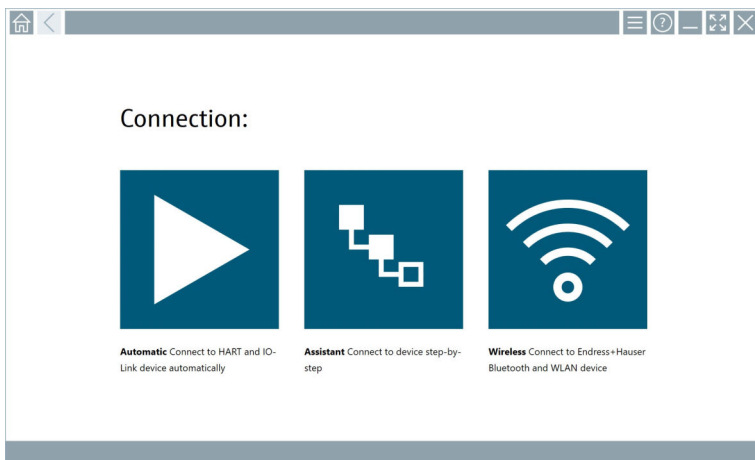 Connection:
Automatic Connect to HART and IO-
Link device automatically
Assistant Connect to device step-by-
step
Wireless Connect to Endress+Hauser
Bluetooth and WLAN device